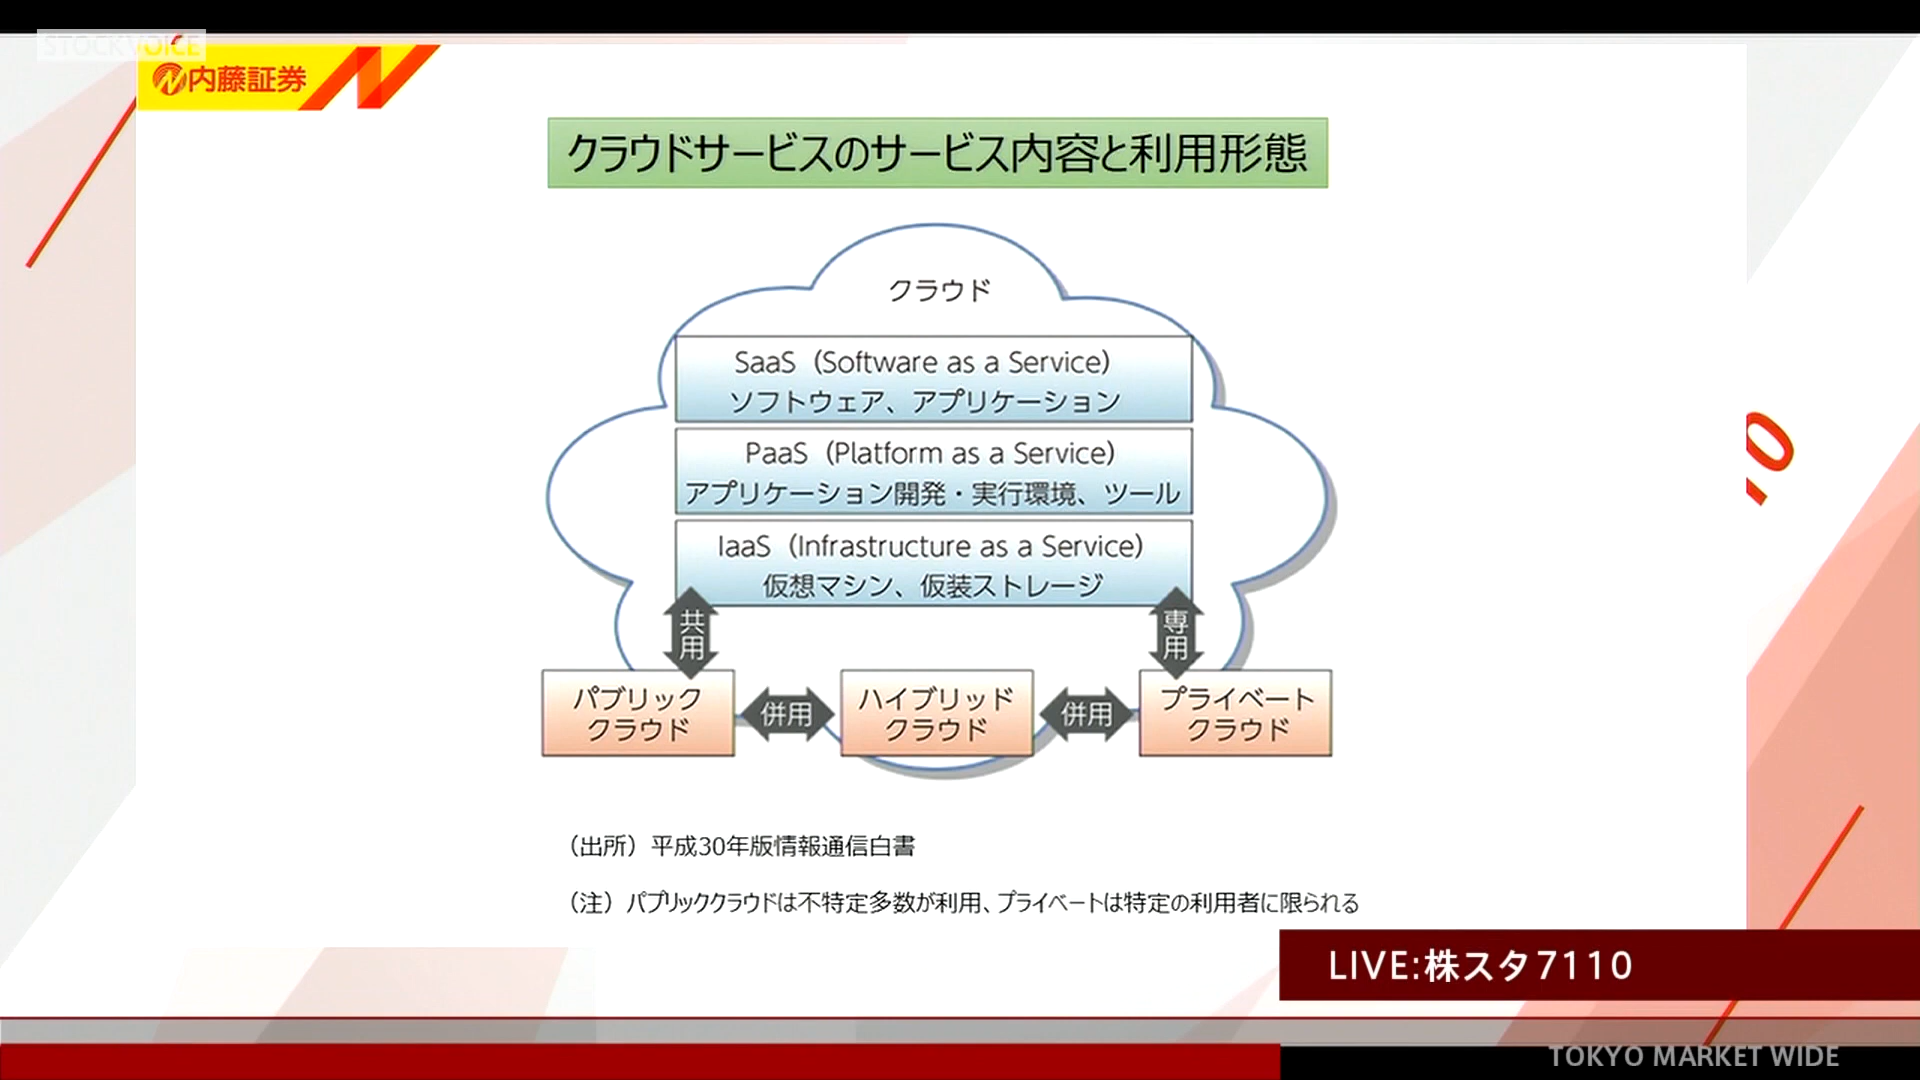 STOCKVOICE
内藤証券
クラウドサービスのサービス内容と利用形態
クラウド
SaaS（Software as a Service）
ソフトウェア、アプリケーション
PaaS（Platform as a Service）
アプリケーション開発・実行環境、ツール
IaaS（Infrastructure as a Service）
仮想マシン、仮装ストレージ
共用
専用
パブリック
クラウド
併用
ハイブリッド
クラウド
併用
プライベート
クラウド
（出所）平成30年版情報通信白書
（注）パブリッククラウドは不特定多数が利用、プライベートは特定の利用者に限られる
LIVE:株スタ7110
TOKYO MARKET WIDE